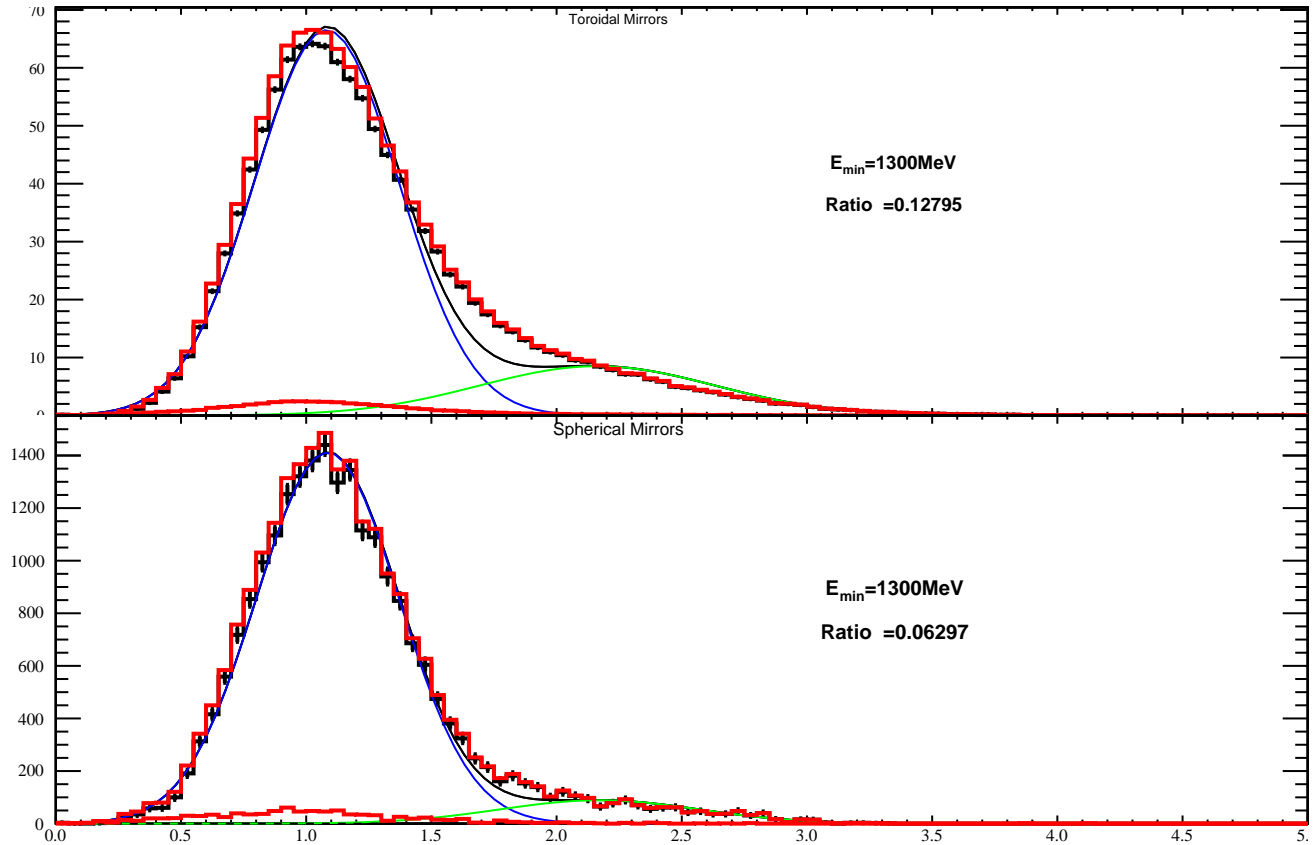 Toroidal Mirrors
70
60
50
40
30
20
10
0
E_min=1300MeV
Ratio =0.12795
Spherical Mirrors
1400
1200
1000
800
600
400
200
0
E_min=1300MeV
Ratio =0.06297
0.0 0.5 1.0 1.5 2.0 2.5 3.0 3.5 4.0 4.5 5.